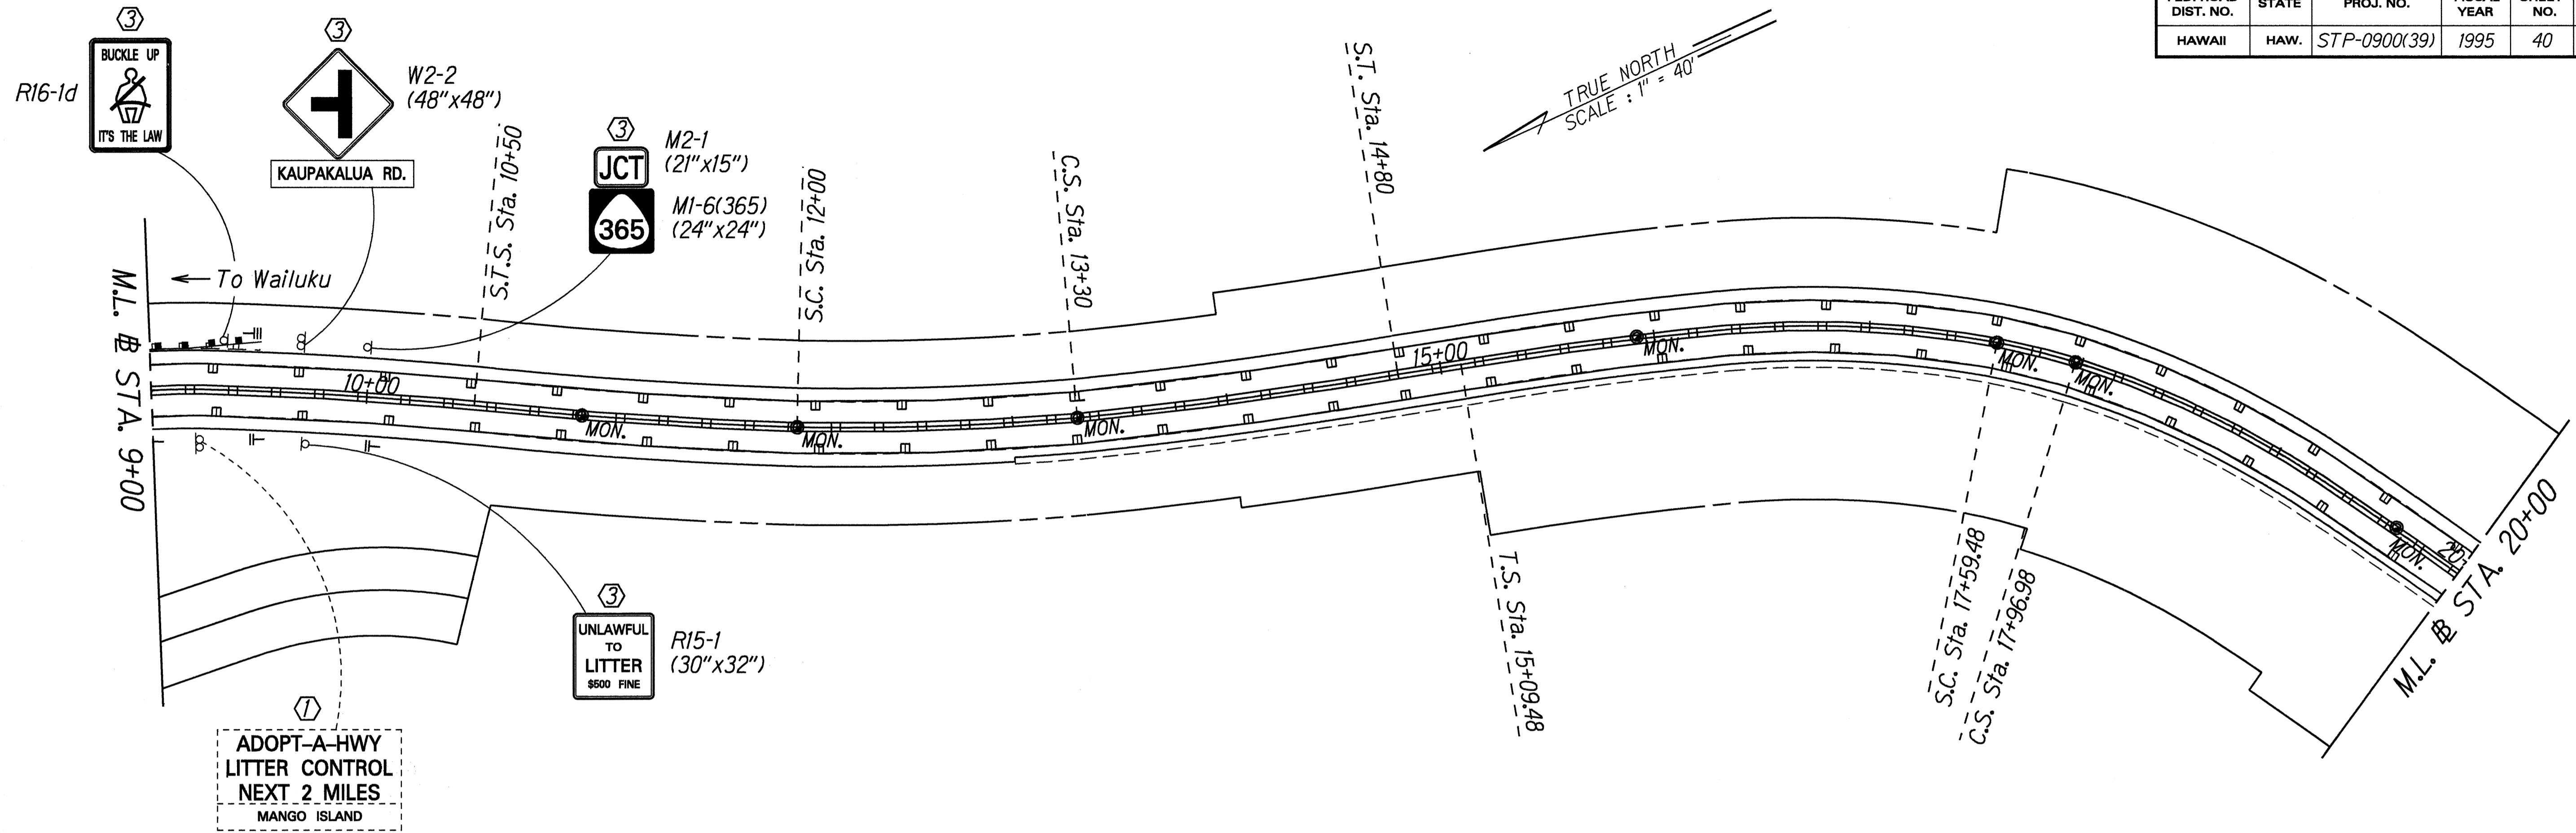 DIST. NO.
STATE
PROJ. NO.
YEAR
NO.
HAWAII
HAW.
STP-0900(39)
1995
40
3
BUCKLE UP
IT'S THE LAW
R16-1d
3
W2-2
(48"x48")
KAUPAKALUA RD.
3
JCT
M2-1
(21"x15")
365
M1-6(365)
(24"x24")
TRUE NORTH
SCALE : 1" = 40'
S.T.S. Sta. 10+50
S.C. Sta. 12+00
C.S. Sta. 13+30
S.T. Sta. 14+80
To Wailuku
M.L. BL STA. 9+00
10+00
15+00
20
MON.
MON.
MON.
MON.
MON.
MON.
MON.
T.S. Sta. 15+09.48
S.C. Sta. 17+59.48
C.S. Sta. 17+96.98
M.L. BL STA. 20+00
3
UNLAWFUL
TO
LITTER
$500 FINE
R15-1
(30"x32")
1
ADOPT-A-HWY
LITTER CONTROL
NEXT 2 MILES
MANGO ISLAND